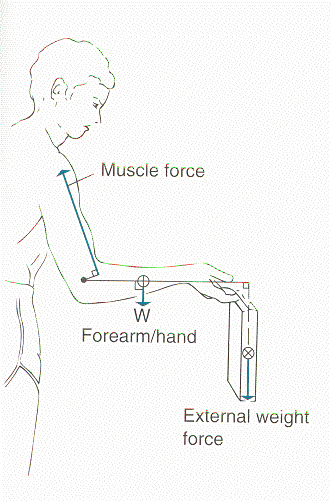 Muscle force
W
Forearm/hand
External weight
force